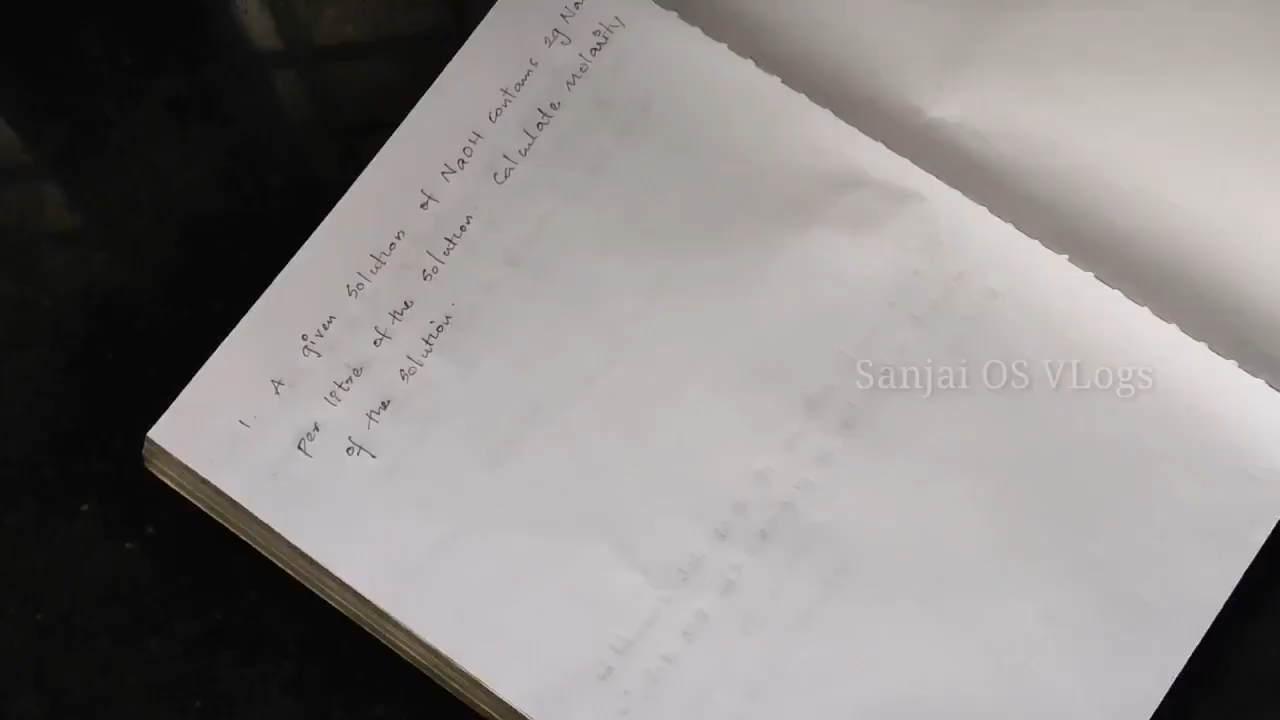 1. A given Solution of NaOH contains 2g Na
Per litre of the Solution. Calculate Molarity
of the Solution.
Sanjai OS VLogs